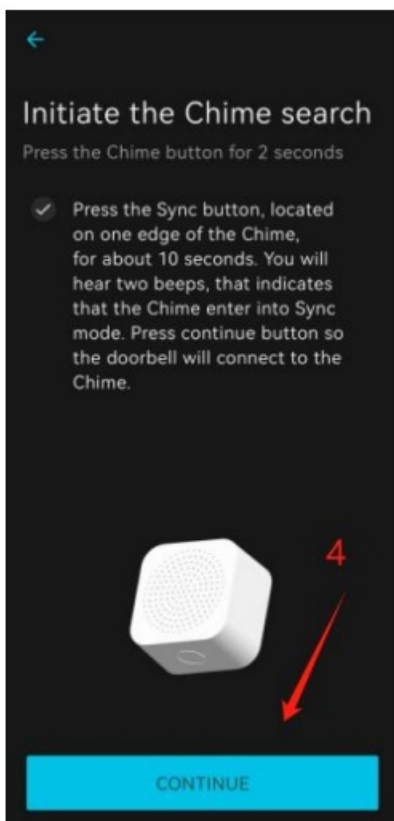 Initiate the Chime search
Press the Chime button for 2 seconds
Press the Sync button, located
on one edge of the Chime,
for about 10 seconds. You will
hear two beeps, that indicates
that the Chime enter into Sync
mode. Press continue button so
the doorbell will connect to the
Chime.
4
CONTINUE